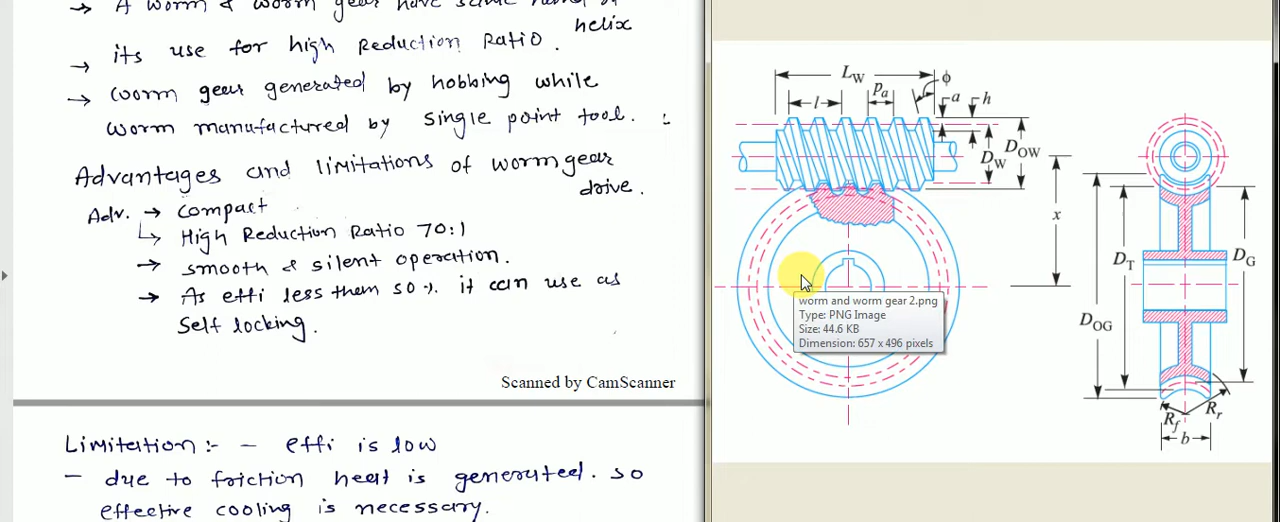 → A worm & worm gear have same hand of
helix
→ its use for high Reduction Ratio.
→ worm gear generated by hobbing while
worm manufactured by single point tool.
Advantages and limitations of worm gear
drive.
Adv. → compact
↳ High Reduction Ratio 70:1
→ smooth & silent operation.
→ As effi less them so%. it can use as
Self locking.
Scanned by CamScanner
Limitation:- - effi is low
- due to friction heat is generated. so
effective cooling is necessary.
L_W
ϕ
l
p_a
a
h
D_W
D_OW
x
D_T
D_G
D_OG
R_f
R_r
b
worm and worm gear 2.png
Type: PNG Image
Size: 44.6 KB
Dimension: 657 x 496 pixels